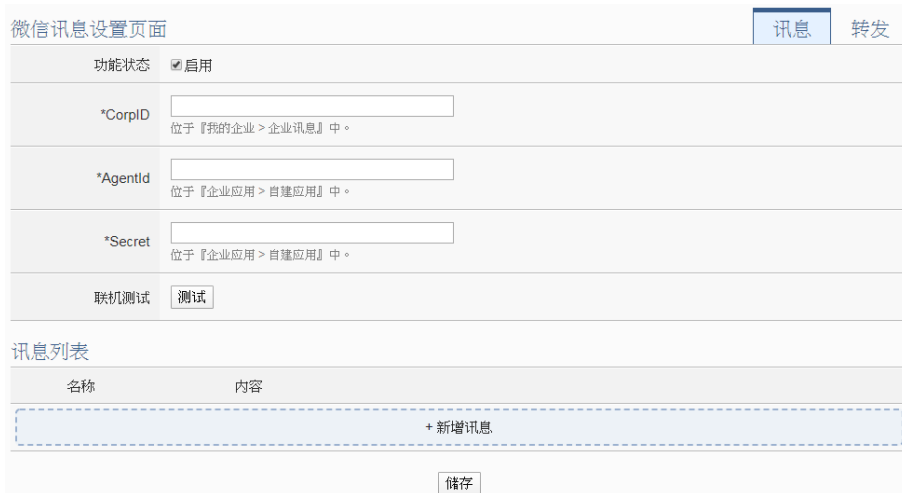 微信讯息设置页面
讯息 转发
功能状态 启用
*CorpID
位于『我的企业 > 企业讯息』中。
*AgentId
位于『企业应用 > 自建应用』中。
*Secret
位于『企业应用 > 自建应用』中。
联机测试 测试
讯息列表
名称 内容
+ 新增讯息
储存